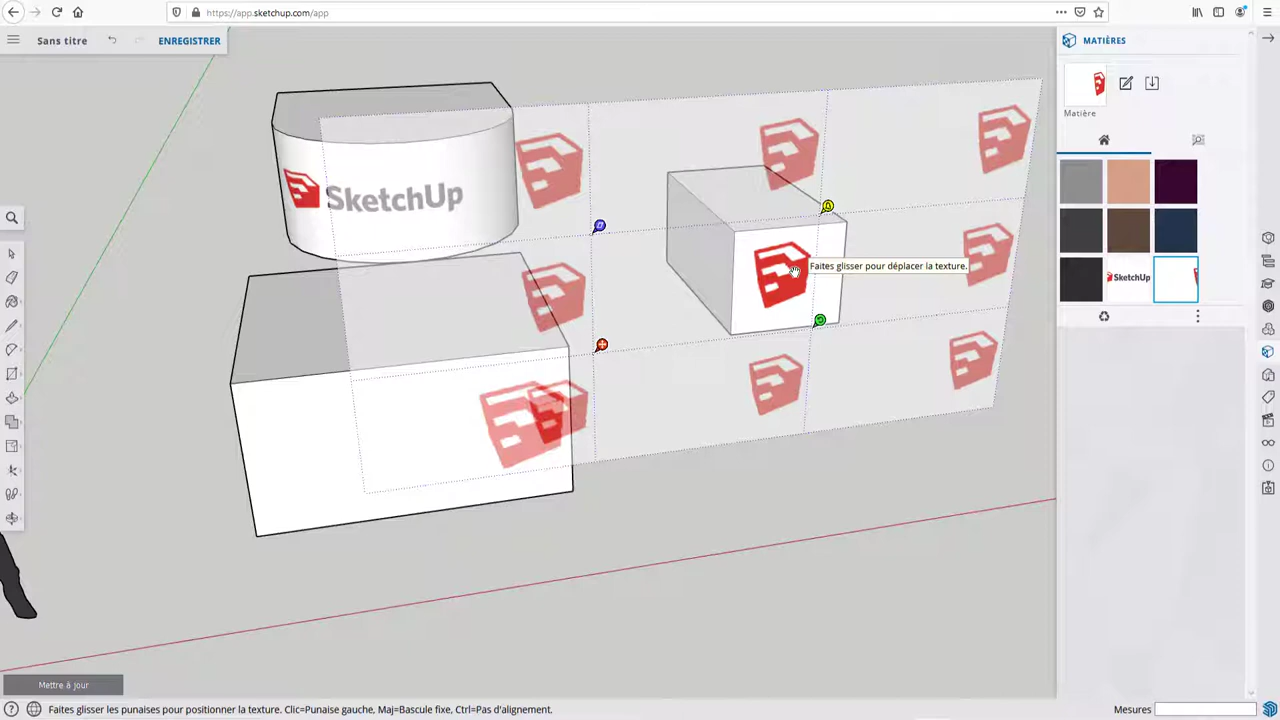 https://app.sketchup.com/app
Sans titre
ENREGISTRER
MATIÈRES
Matière
SketchUp
Faites glisser pour déplacer la texture.
SketchUp
Mettre à jour
Faites glisser les punaises pour positionner la texture. Clic=Punaise gauche, Maj=Bascule fixe, Ctrl=Pas d'alignement.
Mesures